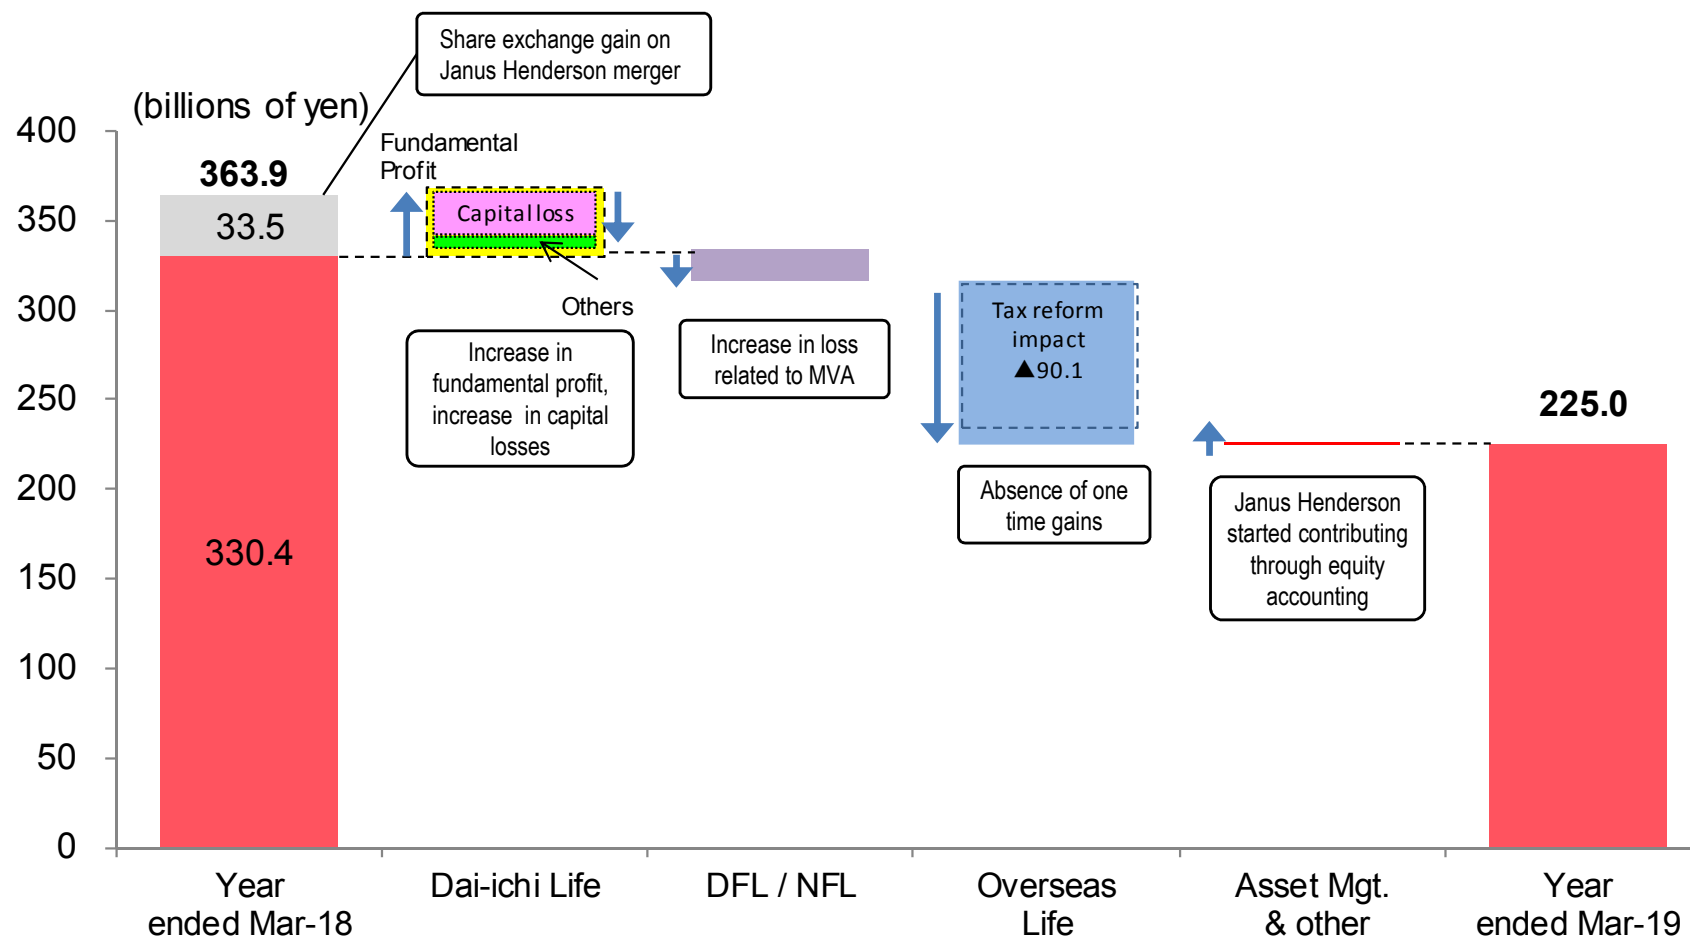 Share exchange gain on
Janus Henderson merger
(billions of yen)
400
350
300
250
200
150
100
50
0
363.9
33.5
330.4
Fundamental
Profit
Capital loss
Others
Increase in
fundamental profit,
increase in capital
losses
Increase in loss
related to MVA
Tax reform
impact
▲90.1
Absence of one
time gains
Janus Henderson
started contributing
through equity
accounting
225.0
Year
ended Mar-18
Dai-ichi Life
DFL / NFL
Overseas
Life
Asset Mgt.
& other
Year
ended Mar-19